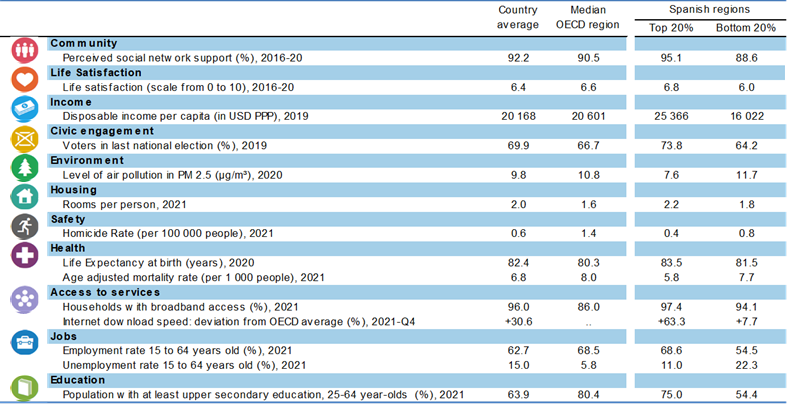 Country average Median OECD region Spanish regions
Top 20% Bottom 20%
Community
Perceived social network support (%), 2016-20 92.2 90.5 95.1 88.6
Life Satisfaction
Life satisfaction (scale from 0 to 10), 2016-20 6.4 6.6 6.8 6.0
Income
Disposable income per capita (in USD PPP), 2019 20 168 20 601 25 366 16 022
Civic engagement
Voters in last national election (%), 2019 69.9 66.7 73.8 64.2
Environment
Level of air pollution in PM 2.5 (µg/m³), 2020 9.8 10.8 7.6 11.7
Housing
Rooms per person, 2021 2.0 1.6 2.2 1.8
Safety
Homicide Rate (per 100 000 people), 2021 0.6 1.4 0.4 0.8
Health
Life Expectancy at birth (years), 2020 82.4 80.3 83.5 81.5
Age adjusted mortality rate (per 1 000 people), 2021 6.8 8.0 5.8 7.7
Access to services
Households with broadband access (%), 2021 96.0 86.0 97.4 94.1
Internet download speed: deviation from OECD average (%), 2021-Q4 +30.6 .. +63.3 +7.7
Jobs
Employment rate 15 to 64 years old (%), 2021 62.7 68.5 68.6 54.5
Unemployment rate 15 to 64 years old (%), 2021 15.0 5.8 11.0 22.3
Education
Population with at least upper secondary education, 25-64 year-olds (%), 2021 63.9 80.4 75.0 54.4